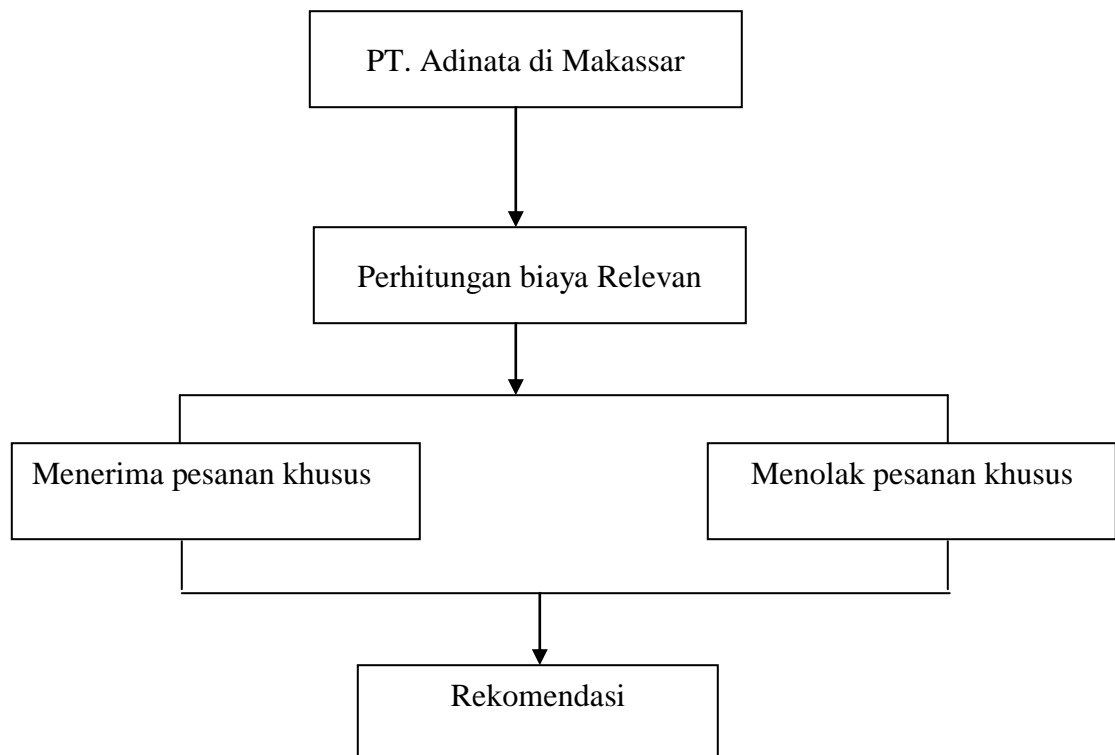 PT. Adinata di Makassar
Perhitungan biaya Relevan
Menerima pesanan khusus
Menolak pesanan khusus
Rekomendasi